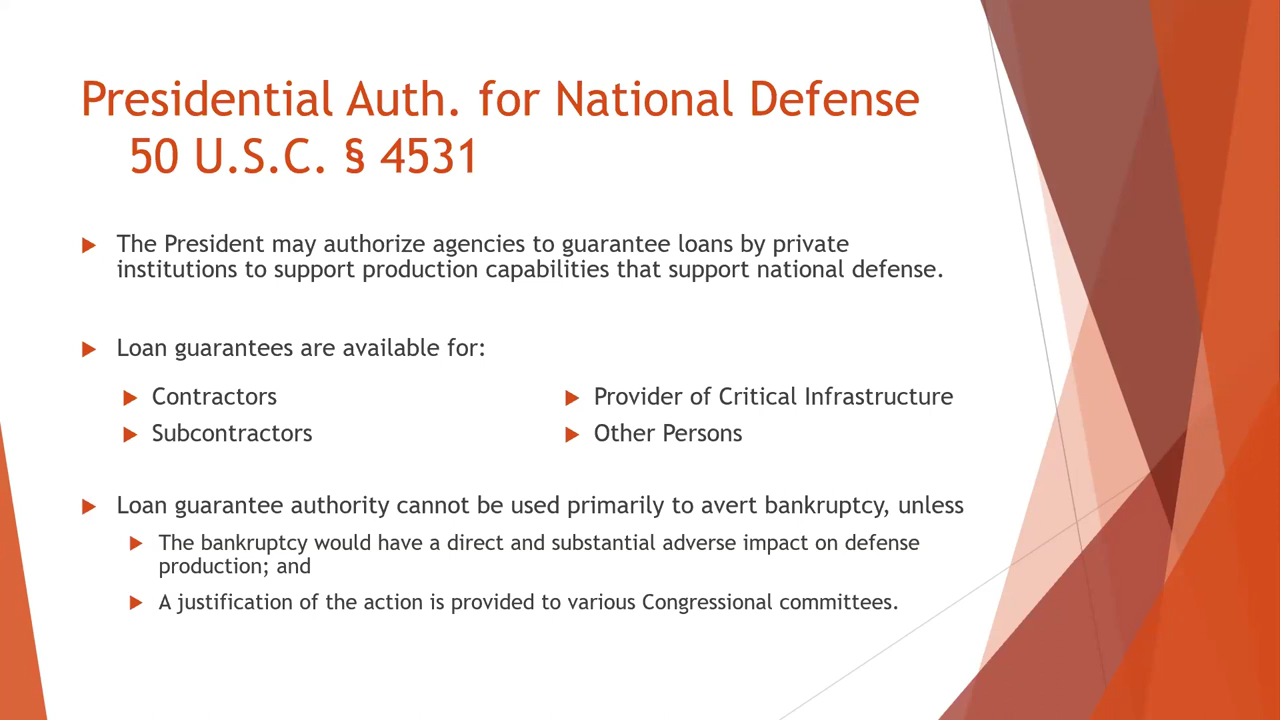 Presidential Auth. for National Defense
50 U.S.C. § 4531
The President may authorize agencies to guarantee loans by private
institutions to support production capabilities that support national defense.
Loan guarantees are available for:
Contractors
Subcontractors
Provider of Critical Infrastructure
Other Persons
Loan guarantee authority cannot be used primarily to avert bankruptcy, unless
The bankruptcy would have a direct and substantial adverse impact on defense
production; and
A justification of the action is provided to various Congressional committees.